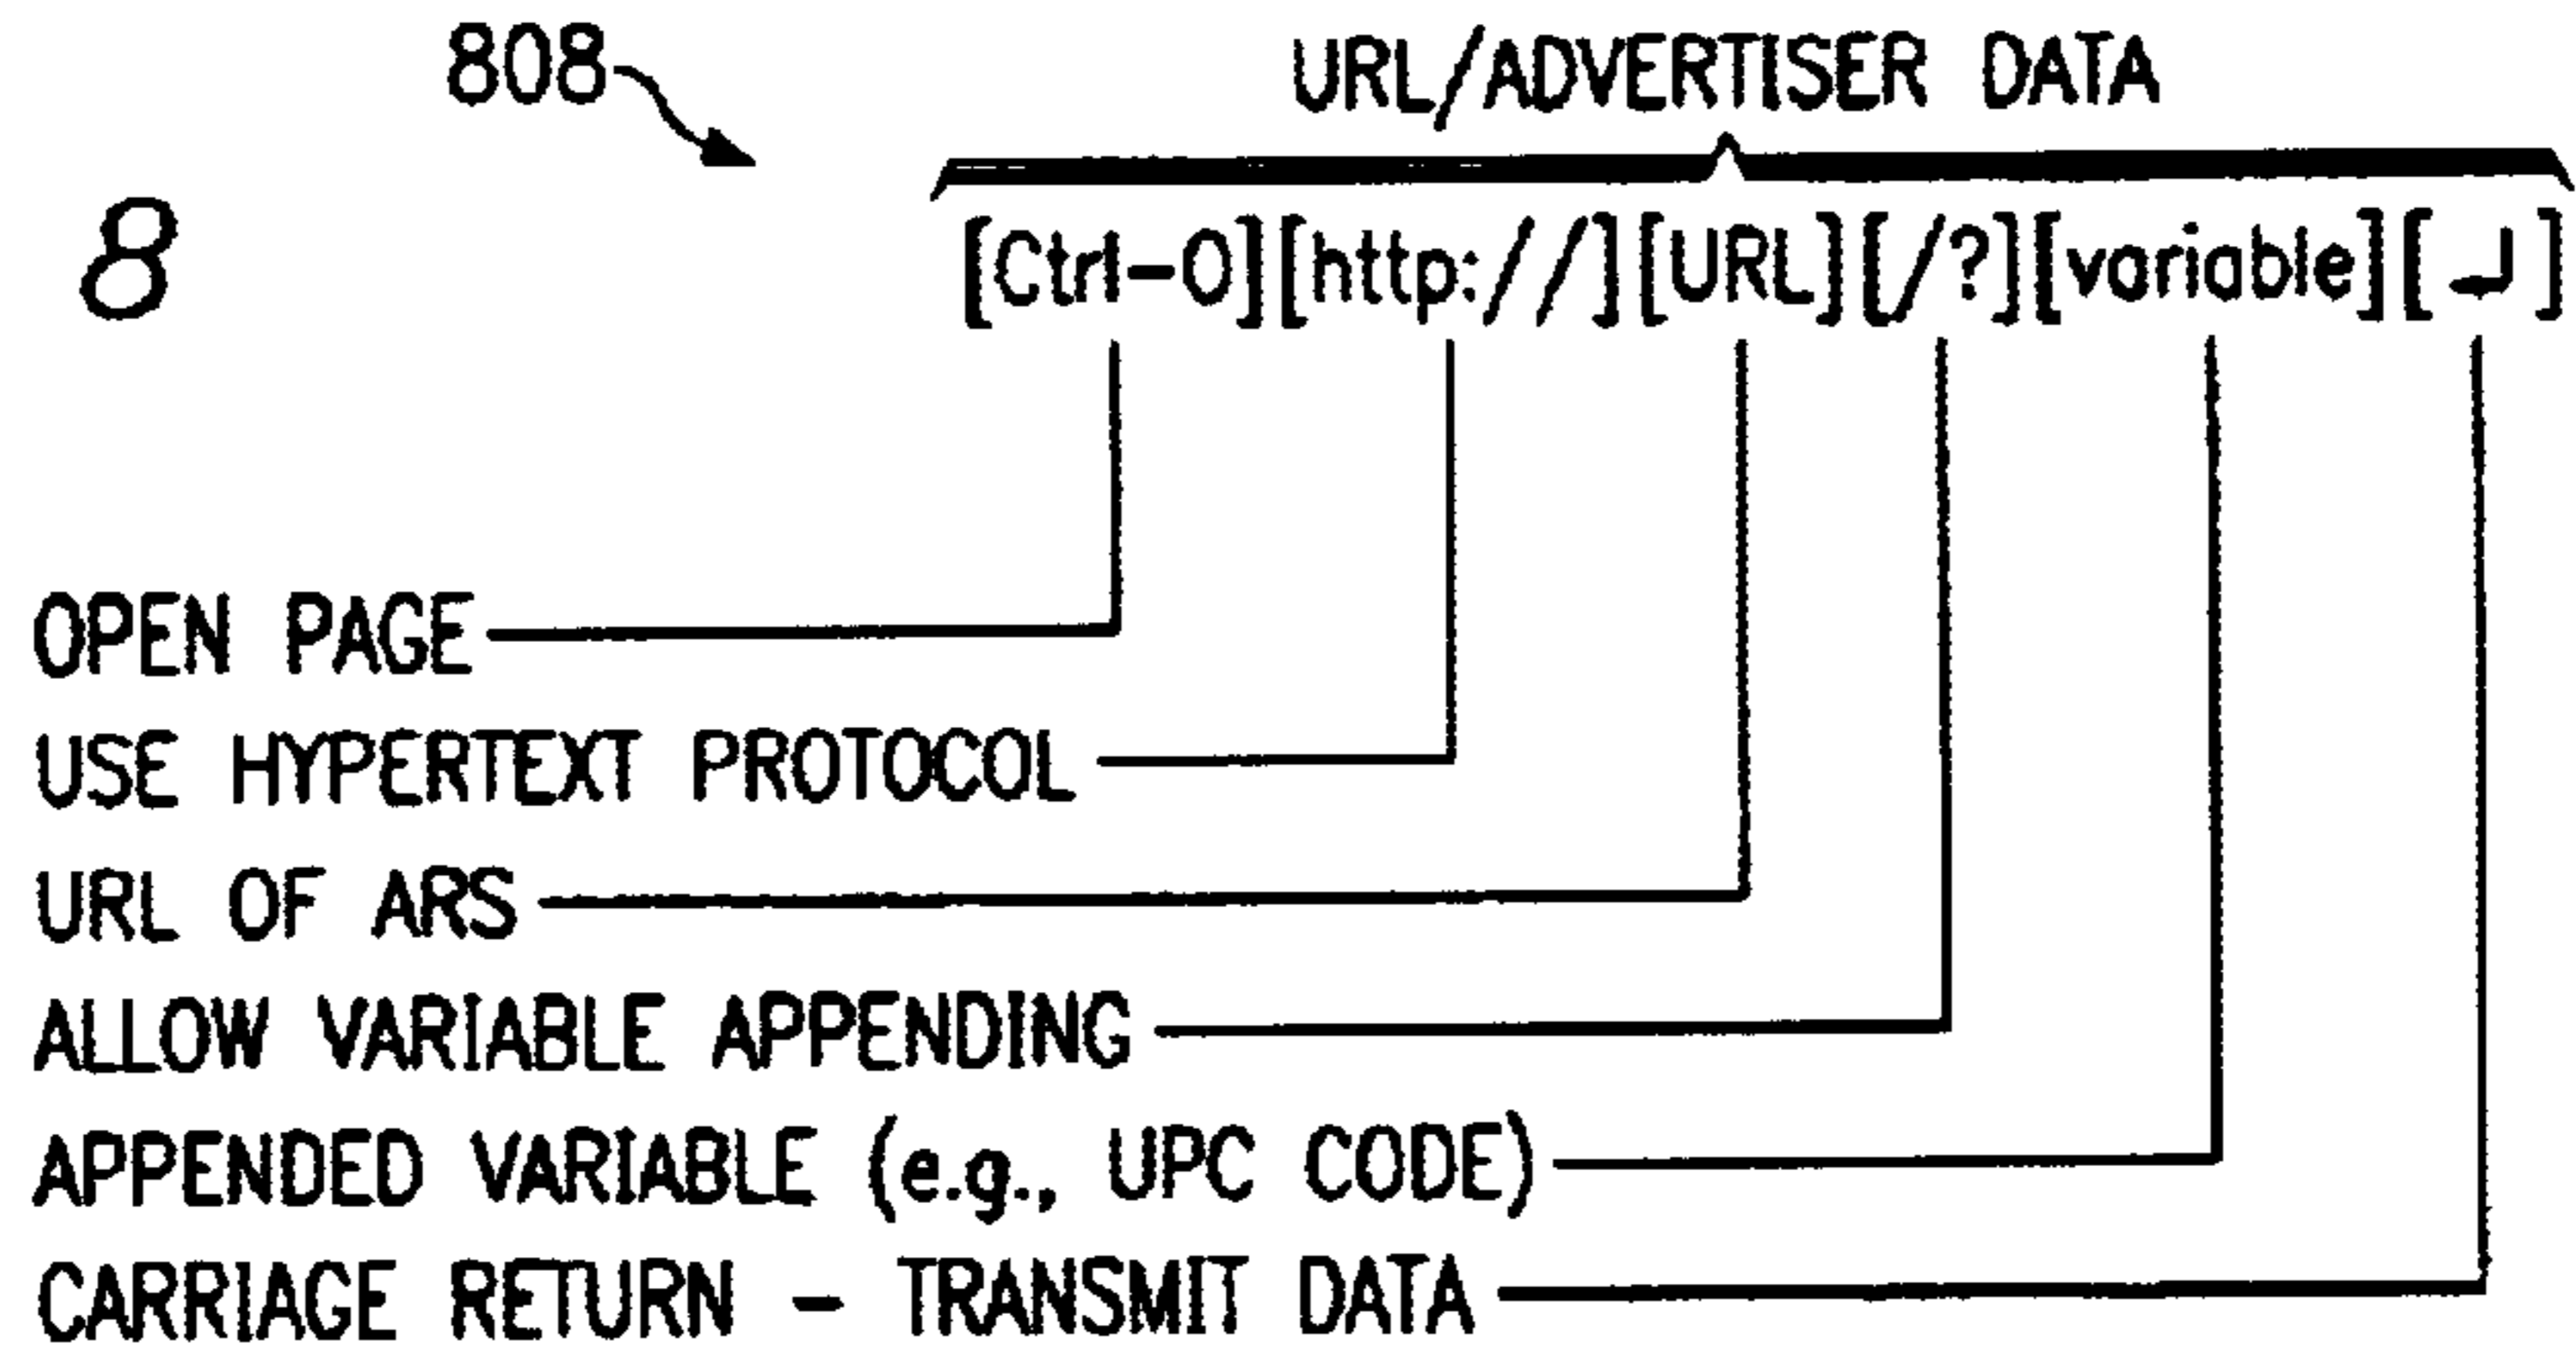 808
URL/ADVERTISER DATA
8
[Ctrl-O][http://][URL][/?][variable][↵]
OPEN PAGE
USE HYPERTEXT PROTOCOL
URL OF ARS
ALLOW VARIABLE APPENDING
APPENDED VARIABLE (e.g., UPC CODE)
CARRIAGE RETURN - TRANSMIT DATA